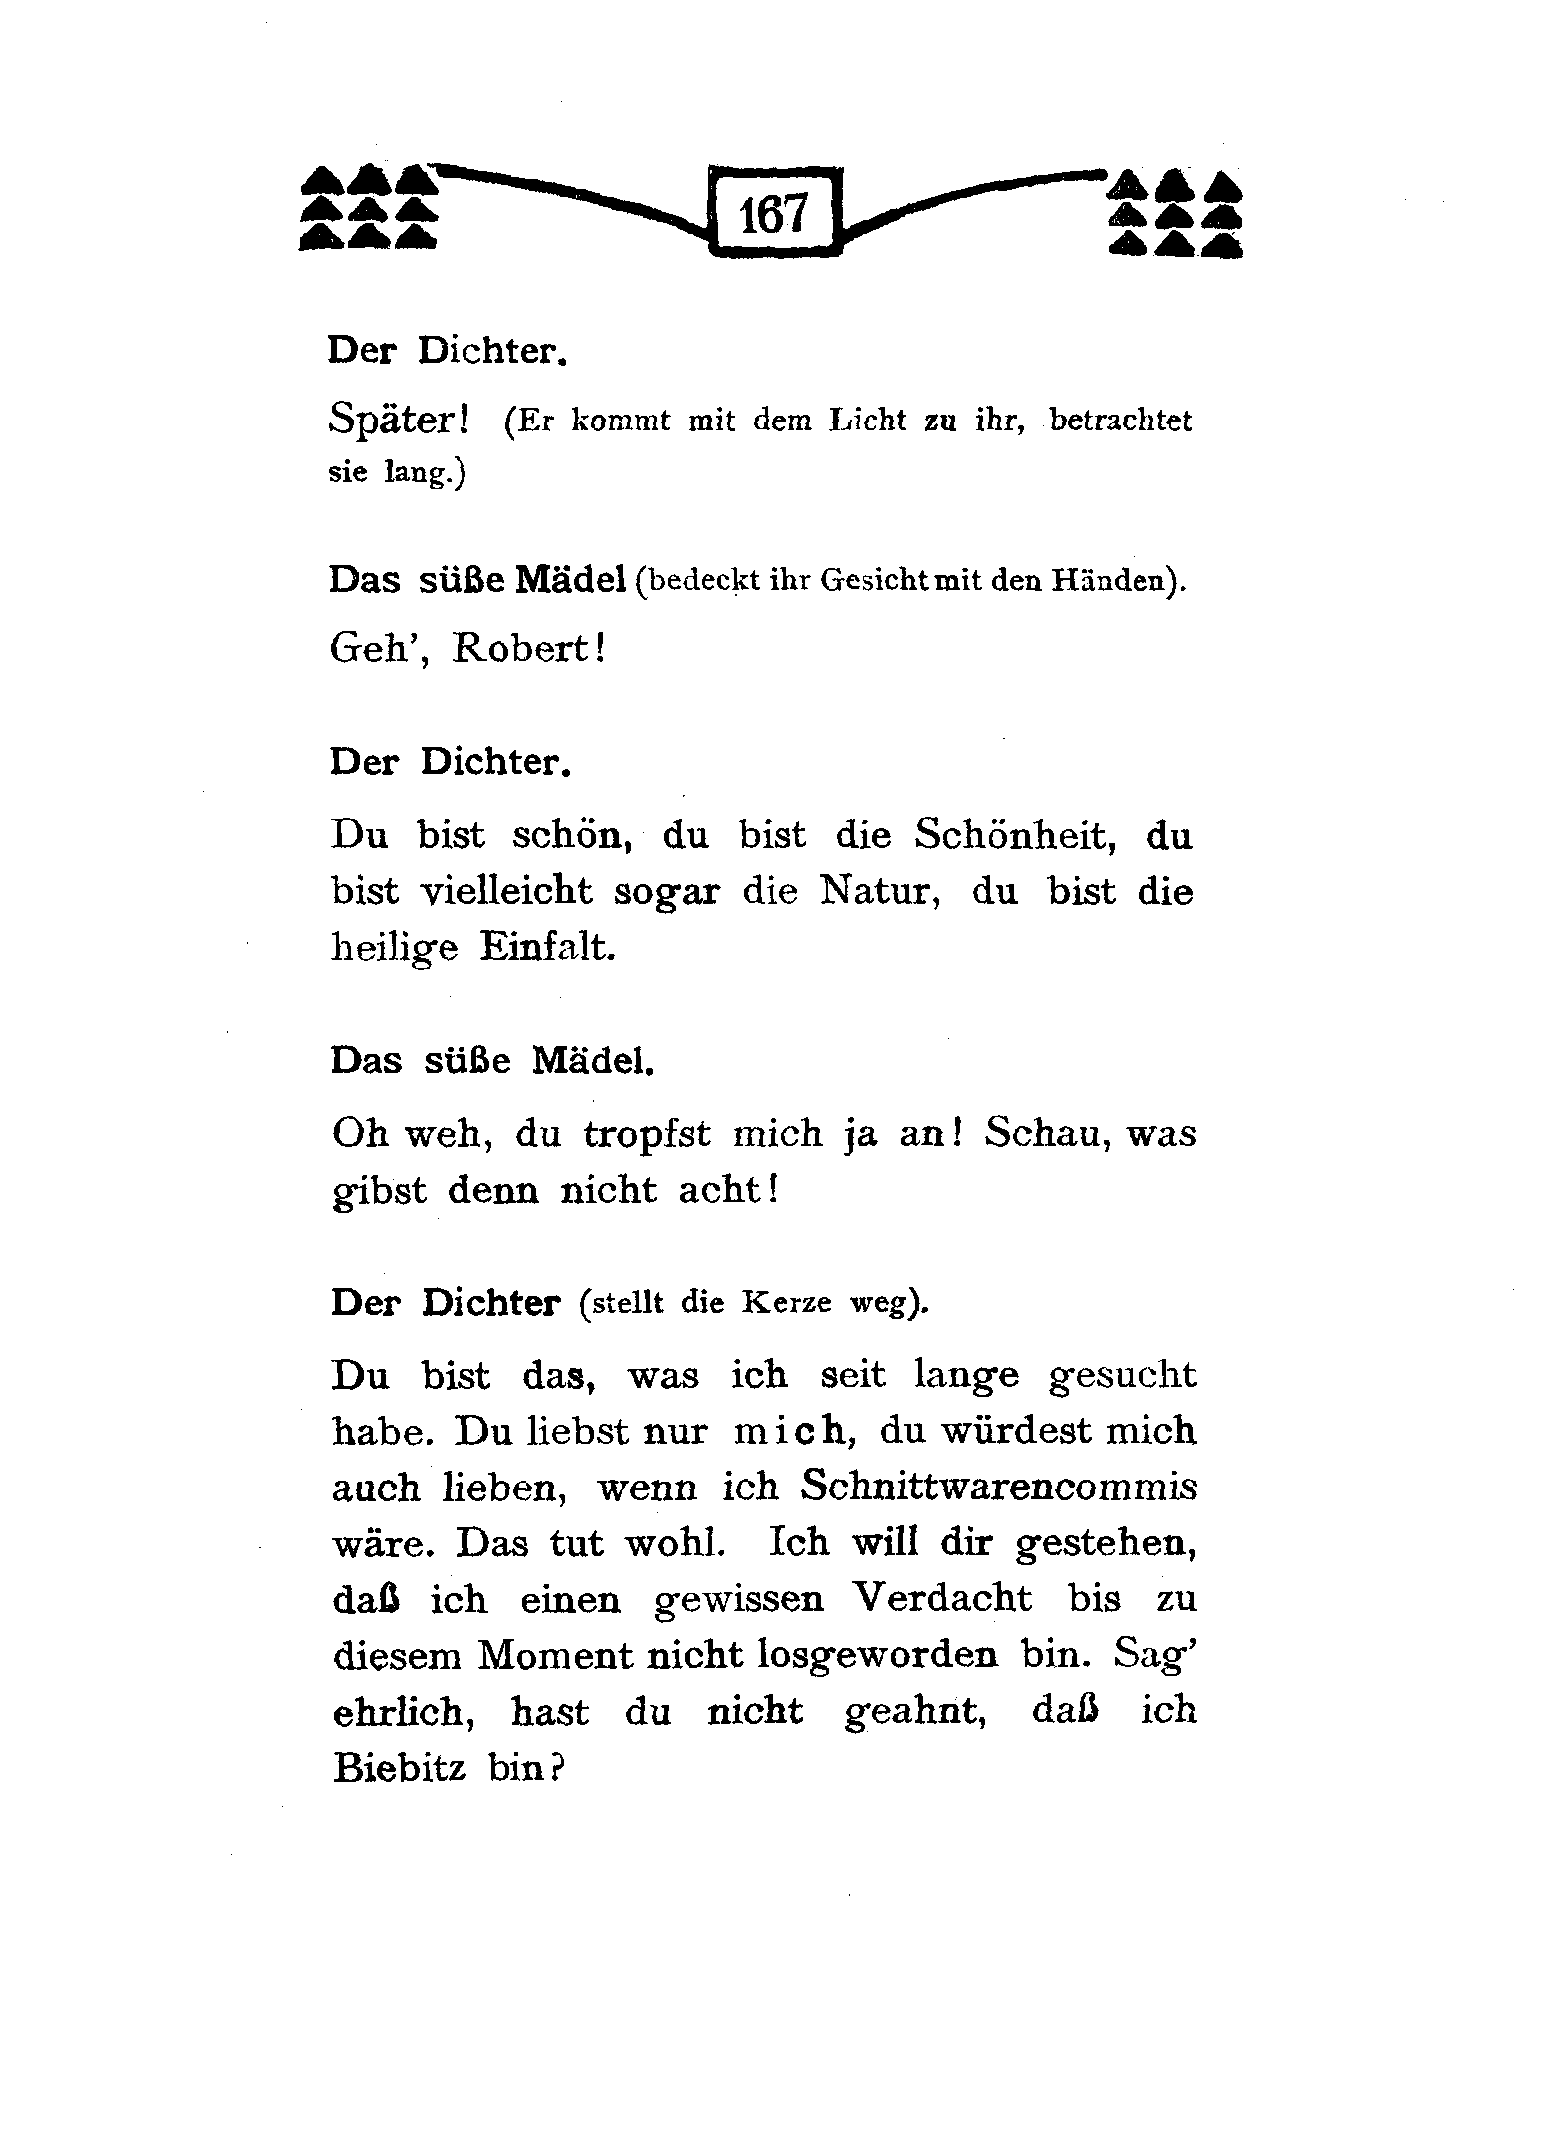 167
Der Dichter.
Später! (Er kommt mit dem Licht zu ihr, betrachtet
sie lang.)
Das süße Mädel (bedeckt ihr Gesicht mit den Händen).
Geh’, Robert!
Der Dichter.
Du bist schön, du bist die Schönheit, du
bist vielleicht sogar die Natur, du bist die
heilige Einfalt.
Das süße Mädel.
Oh weh, du tropfst mich ja an! Schau, was
gibst denn nicht acht!
Der Dichter (stellt die Kerze weg).
Du bist das, was ich seit lange gesucht
habe. Du liebst nur mich, du würdest mich
auch lieben, wenn ich Schnittwarencommis
wäre. Das tut wohl. Ich will dir gestehen,
daß ich einen gewissen Verdacht bis zu
diesem Moment nicht losgeworden bin. Sag’
ehrlich, hast du nicht geahnt, daß ich
Biebitz bin?